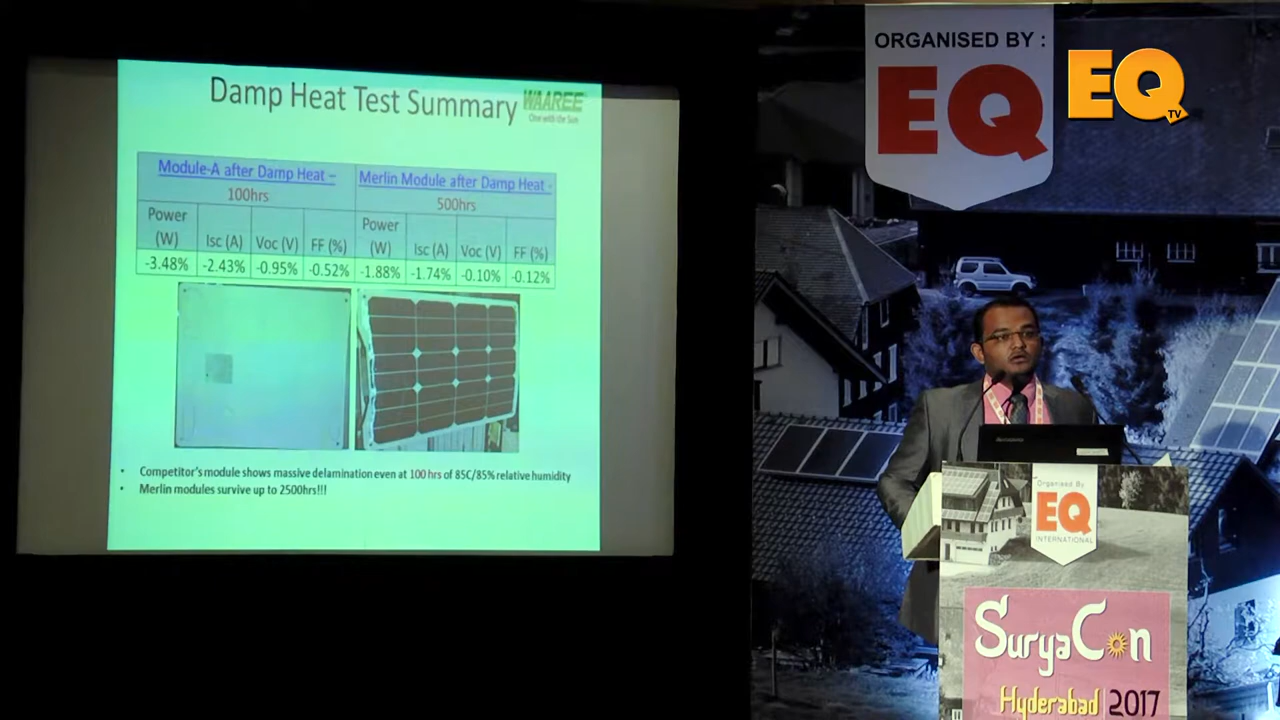 Damp Heat Test Summary
WAAREE
One with the Sun
Module-A after Damp Heat – 100hrs
Merlin Module after Damp Heat - 500hrs
Power (W) Isc (A) Voc (V) FF (%) Power (W) Isc (A) Voc (V) FF (%)
-3.48% -2.43% -0.95% -0.52% -1.88% -1.74% -0.10% -0.12%
• Competitor's module shows massive delamination even at 100 hrs of 85C/85% relative humidity
• Merlin modules survive up to 2500hrs!!!
ORGANISED BY :
EQ
EQ
TV
Organised By
EQ
INTERNATIONAL
SuryaCon
Hyderabad 2017